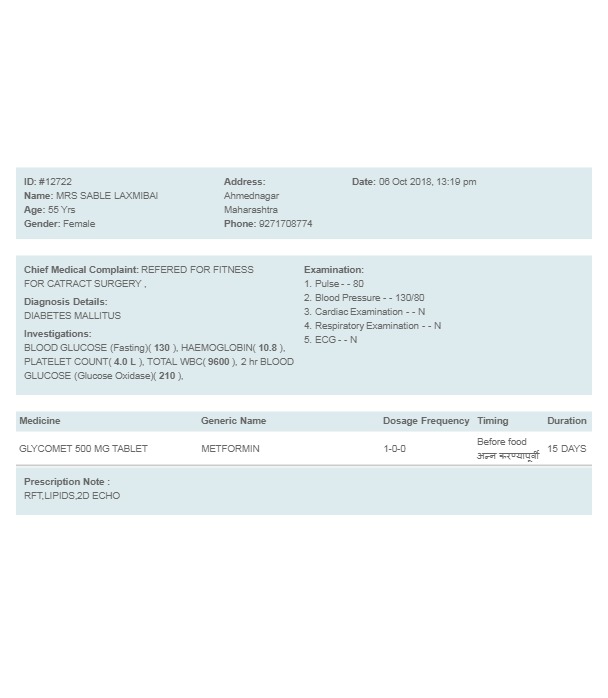 ID: #12722
Name: MRS SABLE LAXMIBAI
Age: 55 Yrs
Gender: Female
Address:
Ahmednagar
Maharashtra
Phone: 9271708774
Date: 06 Oct 2018, 13:19 pm
Chief Medical Complaint: REFERED FOR FITNESS
FOR CATRACT SURGERY ,
Diagnosis Details:
DIABETES MALLITUS
Investigations:
BLOOD GLUCOSE (Fasting)( 130 ), HAEMOGLOBIN( 10.8 ),
PLATELET COUNT( 4.0 L ), TOTAL WBC( 9600 ), 2 hr BLOOD
GLUCOSE (Glucose Oxidase)( 210 ),
Examination:
1. Pulse - - 80
2. Blood Pressure - - 130/80
3. Cardiac Examination - - N
4. Respiratory Examination - - N
5. ECG - - N
Medicine Generic Name Dosage Frequency Timing Duration
GLYCOMET 500 MG TABLET METFORMIN 1-0-0 Before food 15 DAYS
अन्न करण्यापूर्वी
Prescription Note :
RFT,LIPIDS,2D ECHO